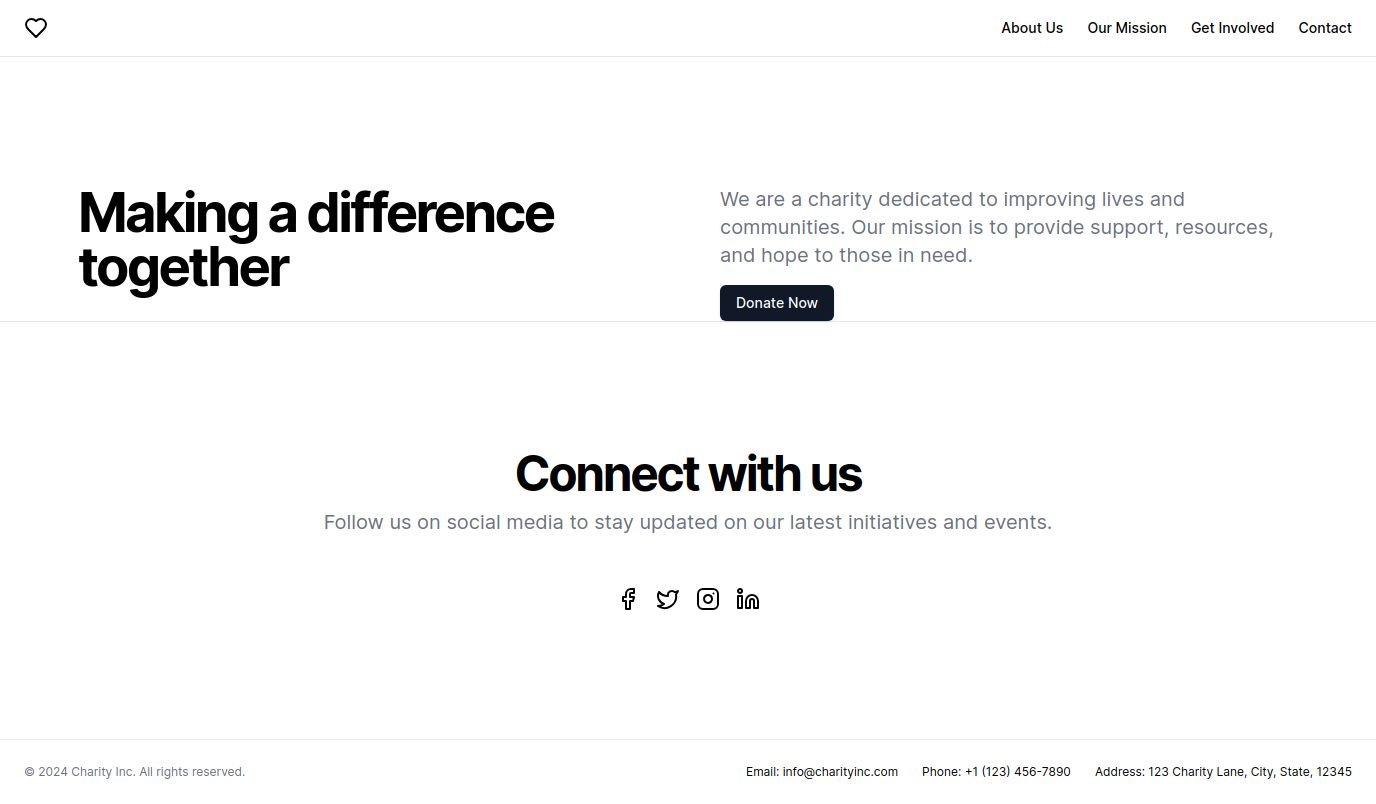 About Us
Our Mission
Get Involved
Contact
Making a difference
together
We are a charity dedicated to improving lives and
communities. Our mission is to provide support, resources,
and hope to those in need.
Donate Now
Connect with us
Follow us on social media to stay updated on our latest initiatives and events.
© 2024 Charity Inc. All rights reserved.
Email: info@charityinc.com
Phone: +1 (123) 456-7890
Address: 123 Charity Lane, City, State, 12345